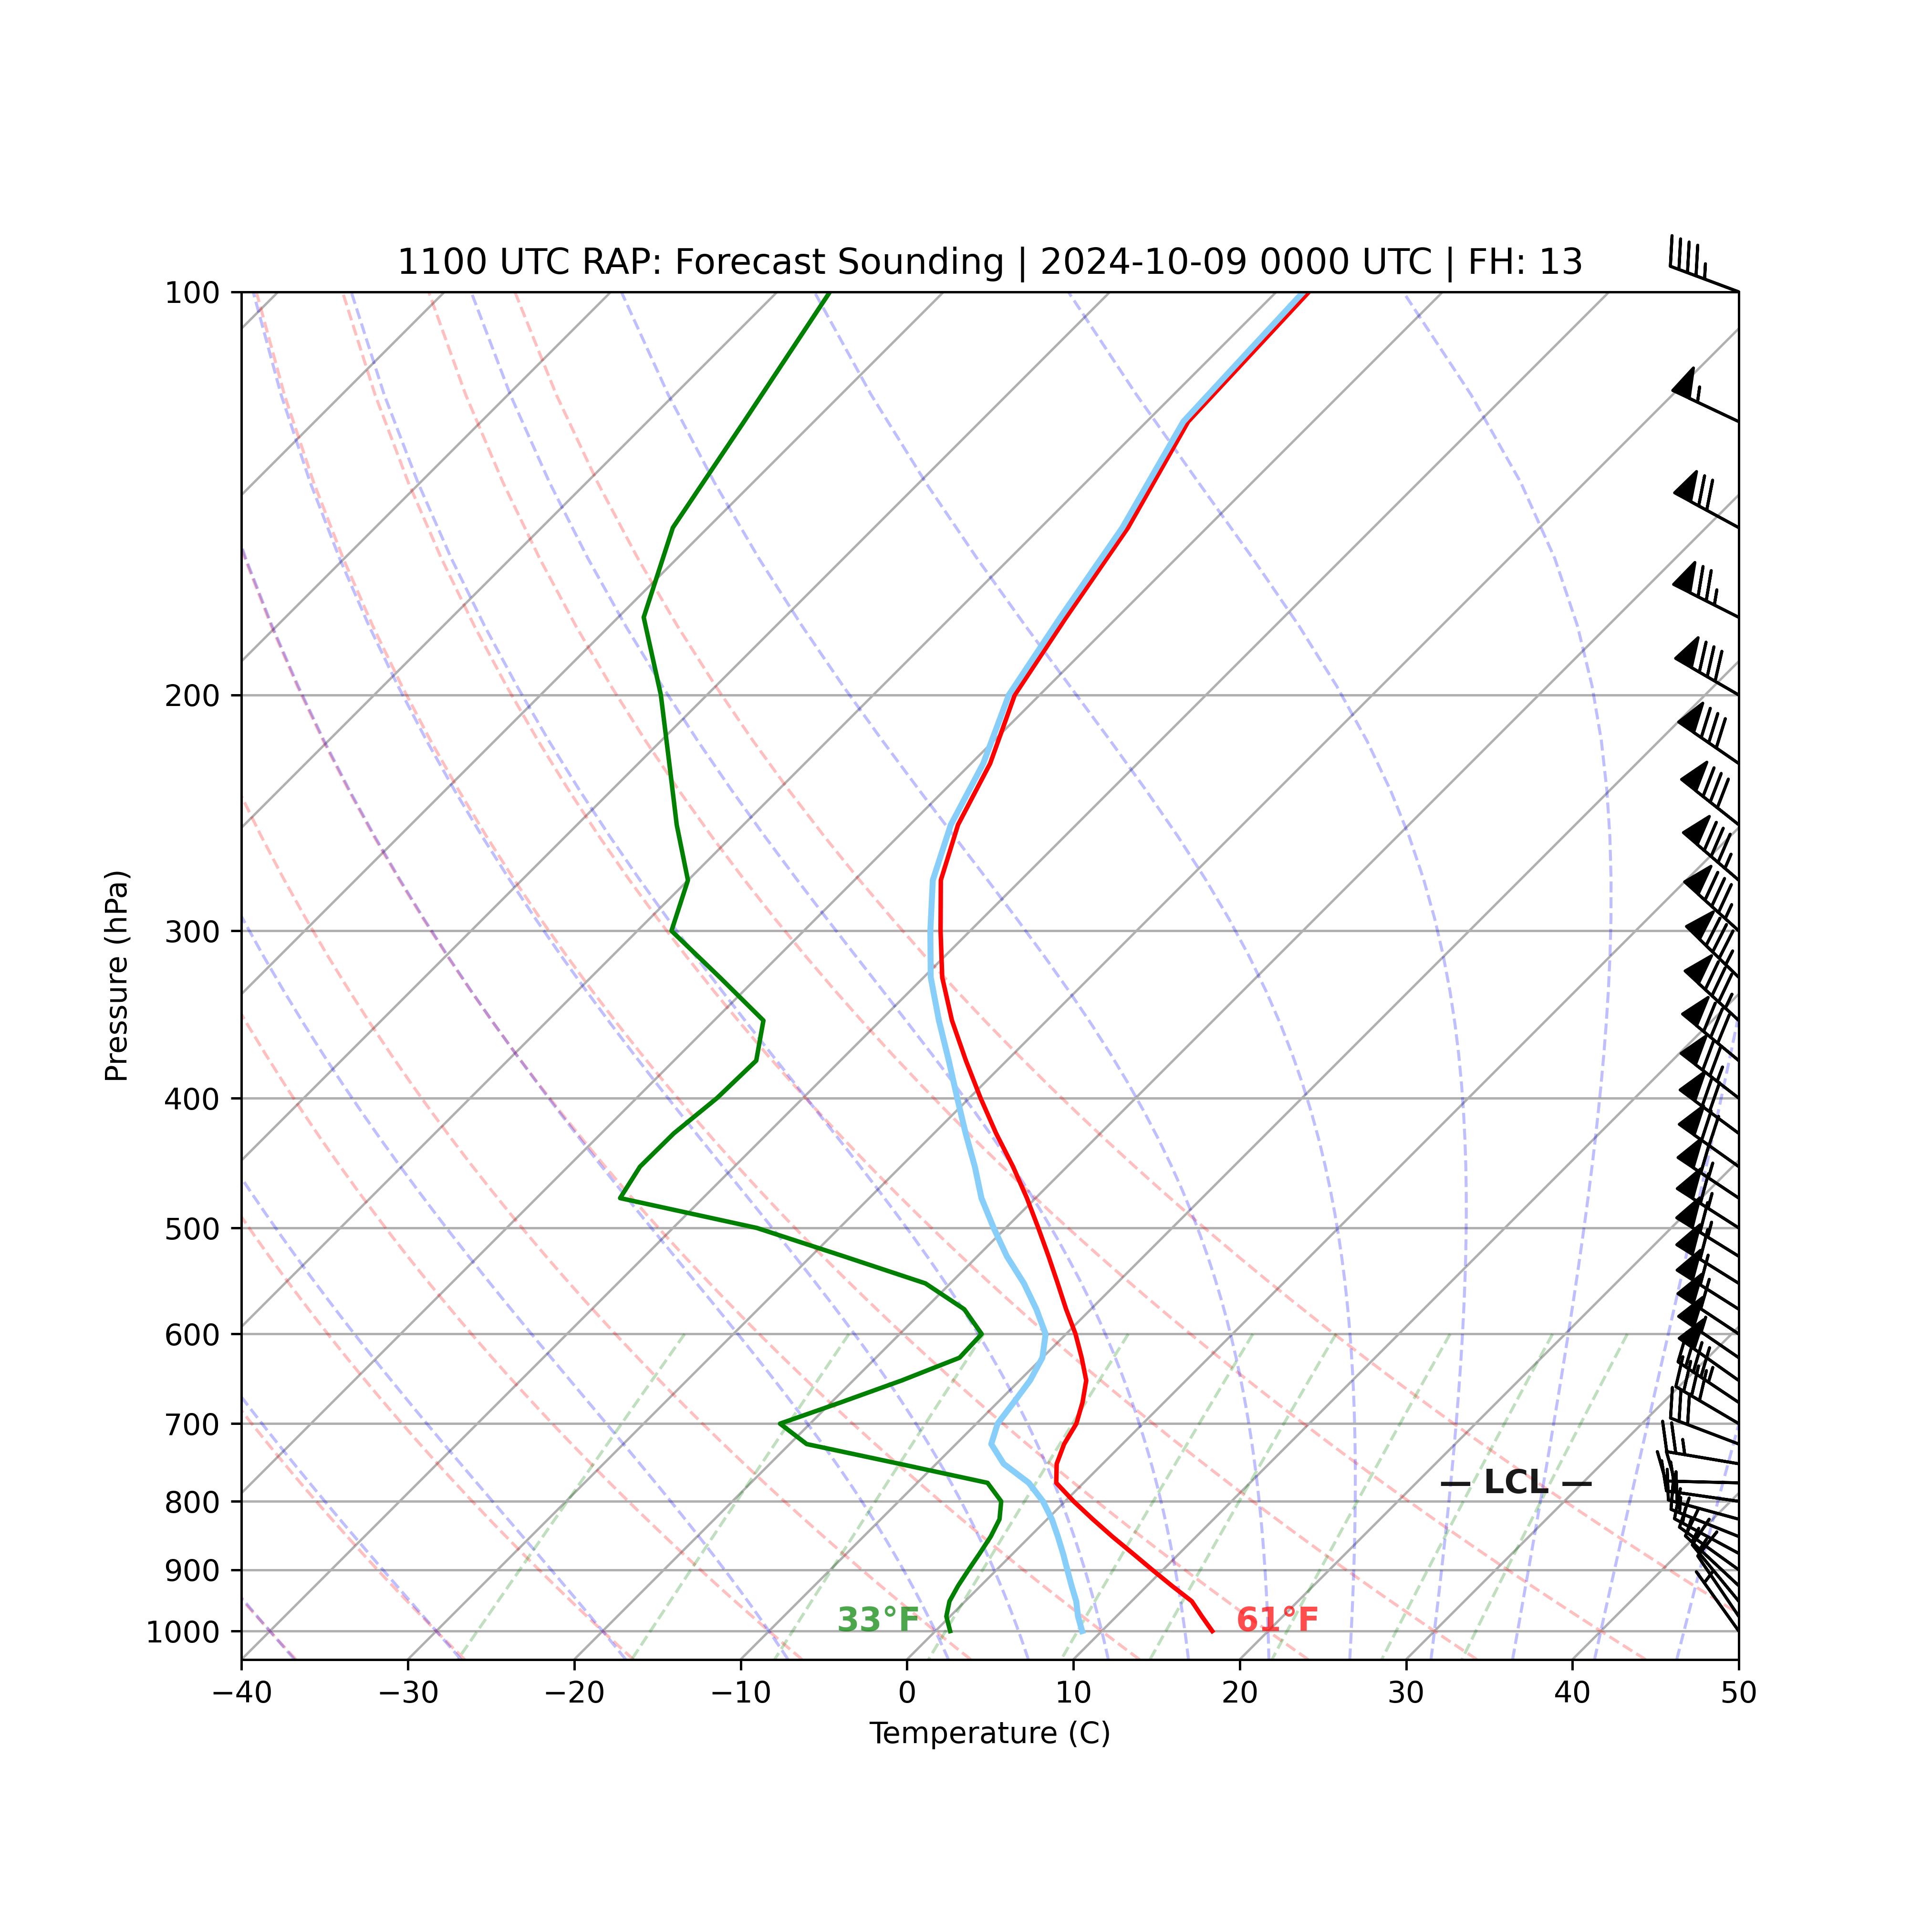 1100 UTC RAP: Forecast Sounding | 2024-10-09 0000 UTC | FH: 13
100
200
300
400
500
600
700
800
900
1000
Pressure (hPa)
— LCL —
33°F
61°F
−40 −30 −20 −10 0 10 20 30 40 50
Temperature (C)